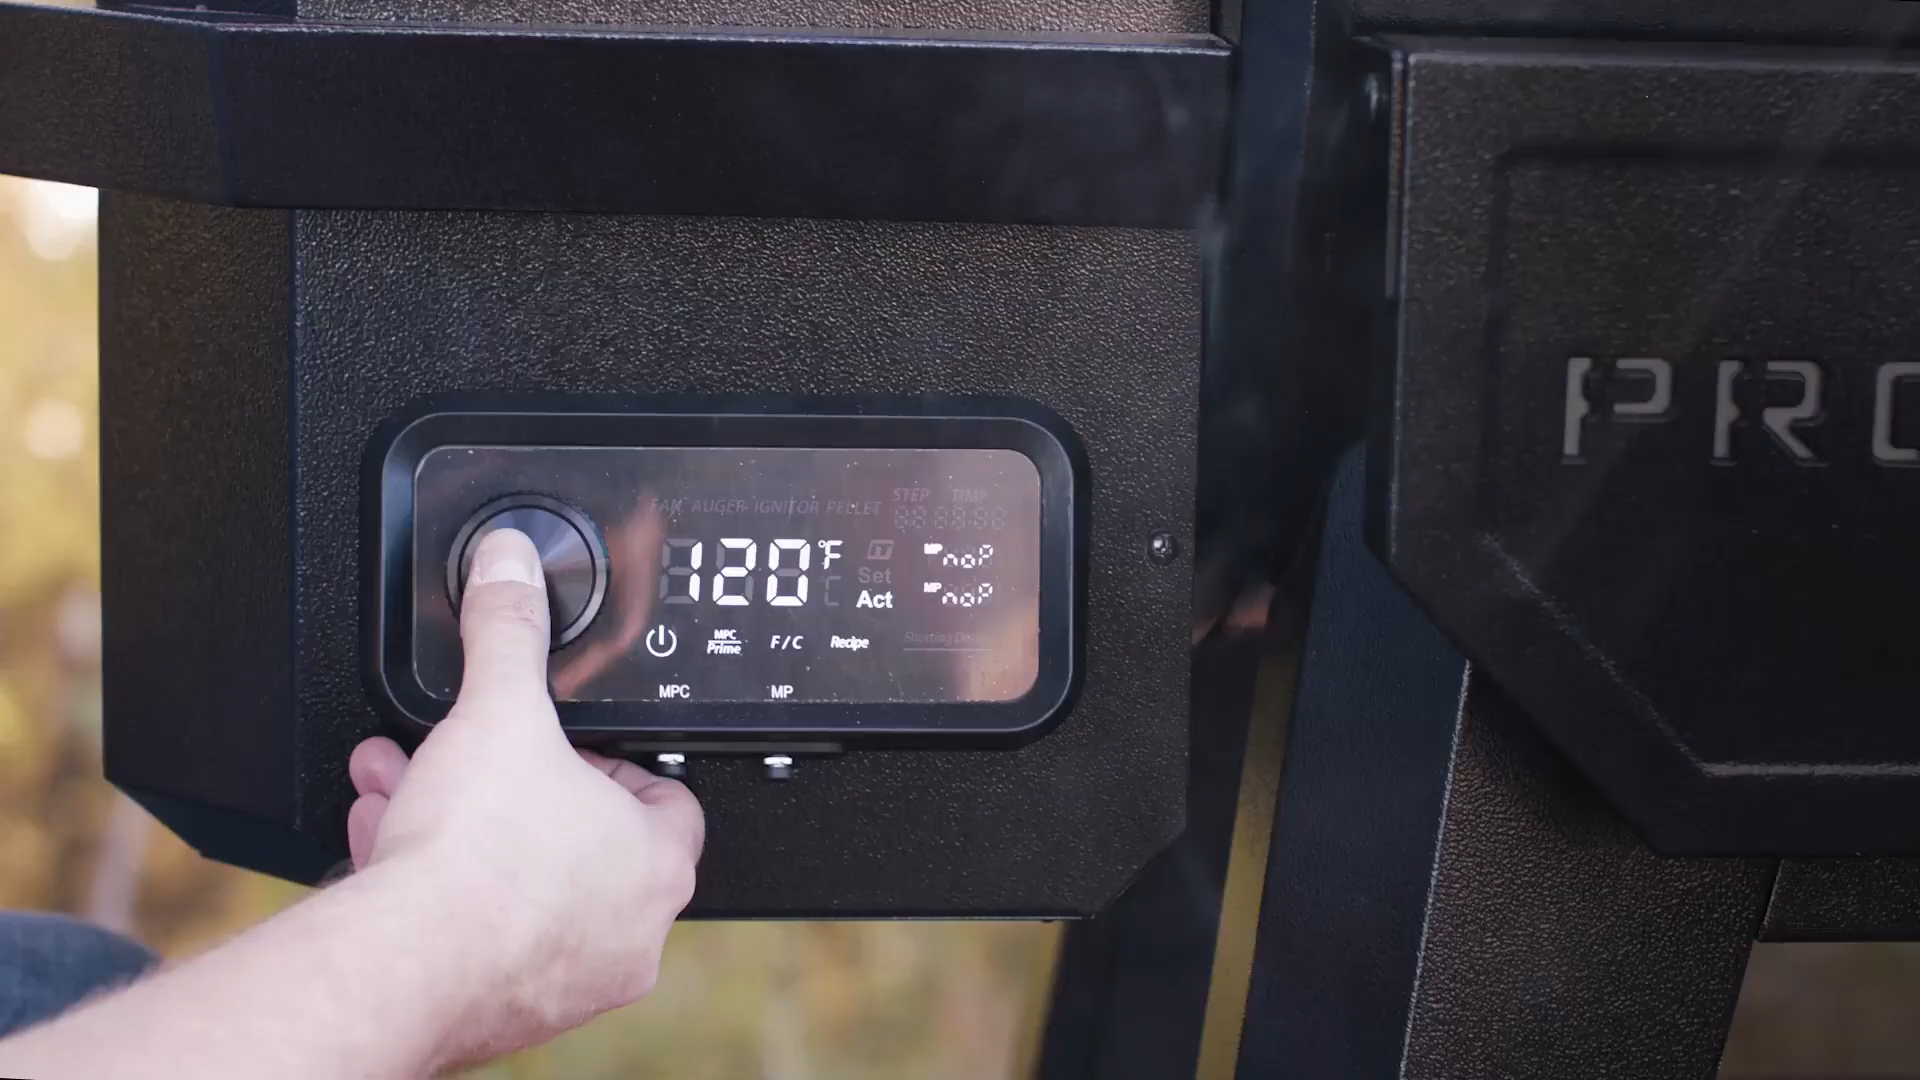 PRO
FAN AUGER IGNITOR PELLET
STEP TIME
120°F
Set
Act
MP noP
MP noP
MPC
Prime
F/C
Recipe
MPC
MP